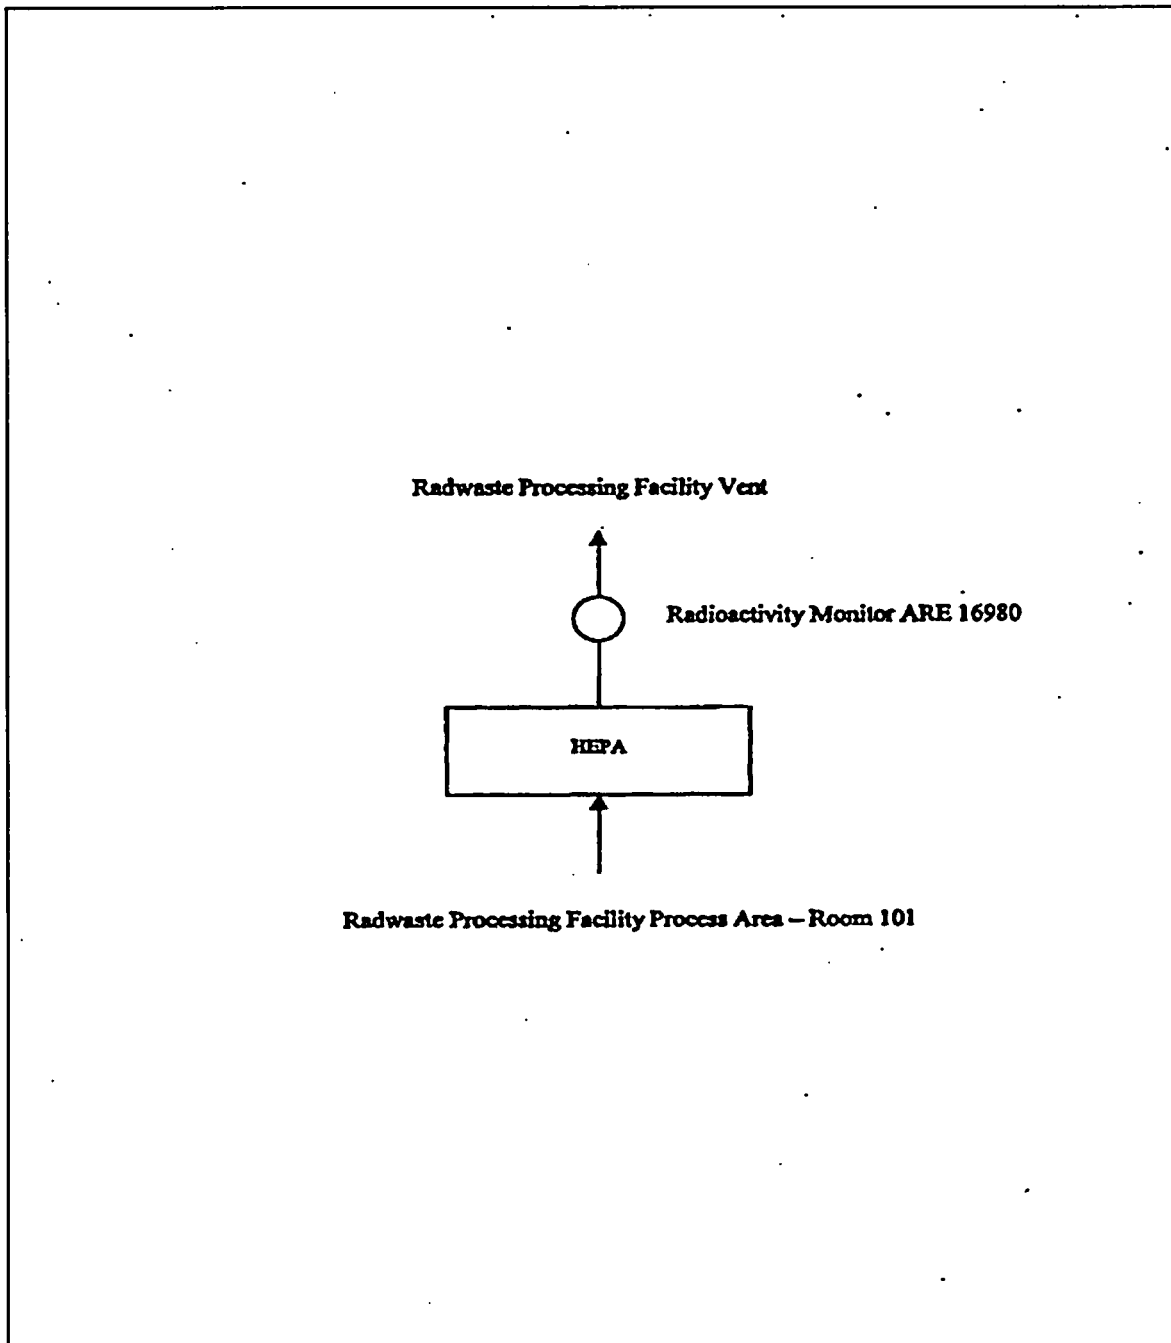 Radwaste Processing Facility Vent
Radioactivity Monitor ARE 16980
HEPA
Radwaste Processing Facility Process Area – Room 101